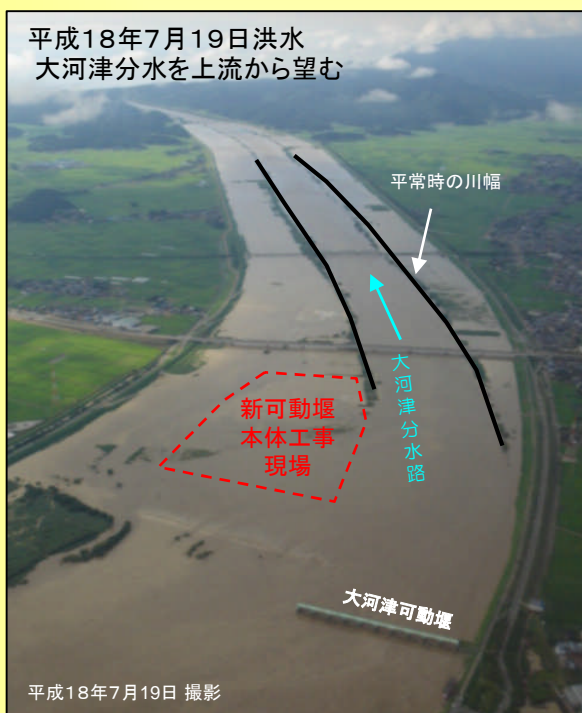 平成18年7月19日洪水
大河津分水を上流から望む
平常時の川幅
大河津分水路
新可動堰
本体工事
現場
大河津可動堰
平成18年7月19日 撮影